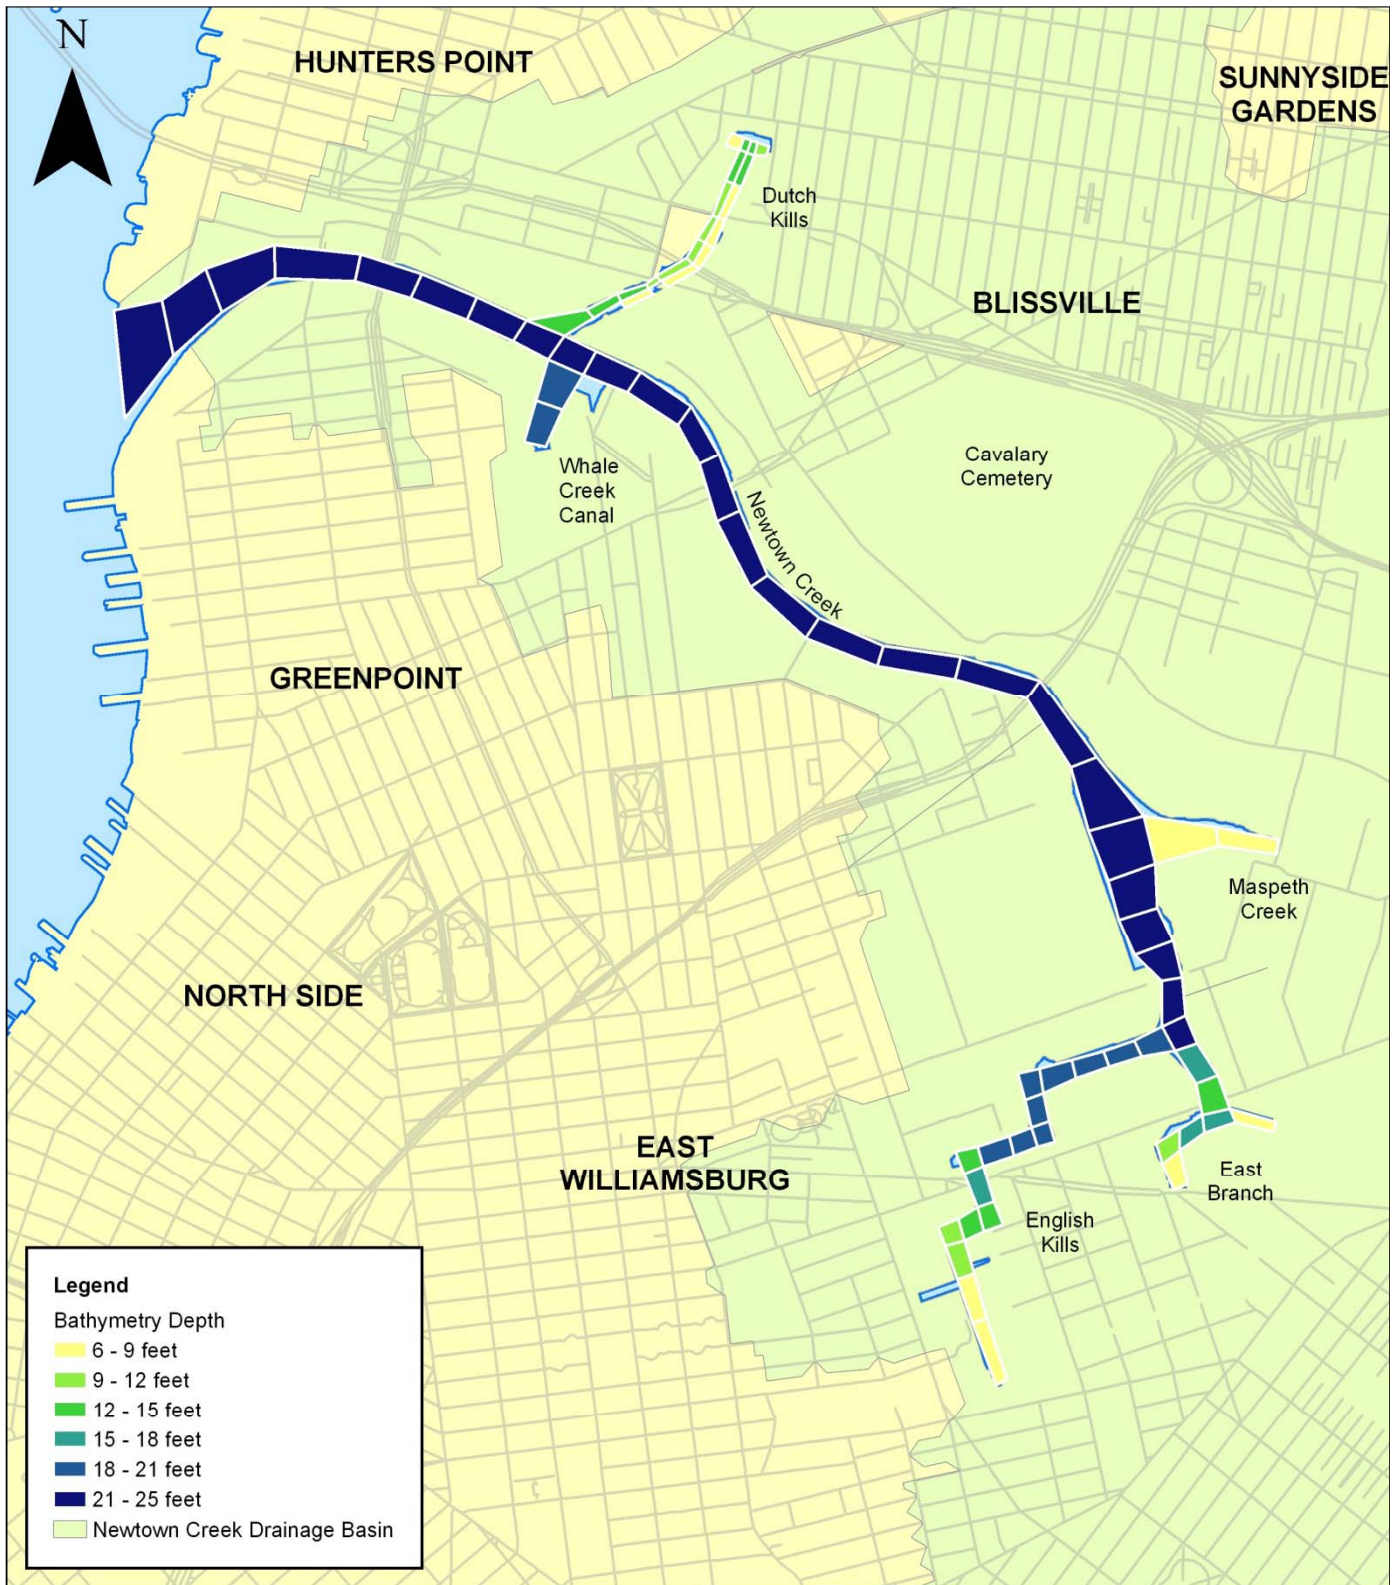 N
HUNTERS POINT
SUNNYSIDE
GARDENS
Dutch
Kills
BLISSVILLE
Whale
Creek
Canal
Cavalary
Cemetery
Newtown Creek
GREENPOINT
Maspeth
Creek
NORTH SIDE
EAST
WILLIAMSBURG
East
Branch
English
Kills
Legend
Bathymetry Depth
6 - 9 feet
9 - 12 feet
12 - 15 feet
15 - 18 feet
18 - 21 feet
21 - 25 feet
Newtown Creek Drainage Basin